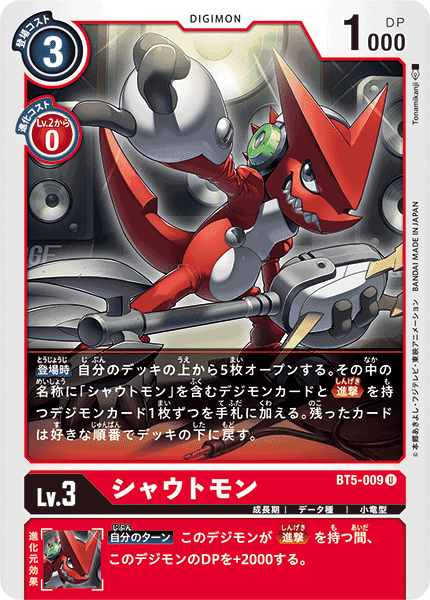 DIGIMON
登場コスト
3
進化コスト
Lv.2から
0
1000
DP
Tonamikanji
BANDAI MADE IN JAPAN
© 本郷あきよし・フジテレビ・東映アニメーション
登場時 自分のデッキの上から5枚オープンする。その中の
名称に「シャウトモン」を含むデジモンカードと 進撃 を持
つデジモンカード1枚ずつを手札に加える。残ったカード
は好きな順番でデッキの下に戻す。
BT5-009 U
Lv.3
シャウトモン
成長期 | データ種 | 小竜型
進化元効果
自分のターン このデジモンが 進撃 を持つ間、
このデジモンのDPを+2000する。